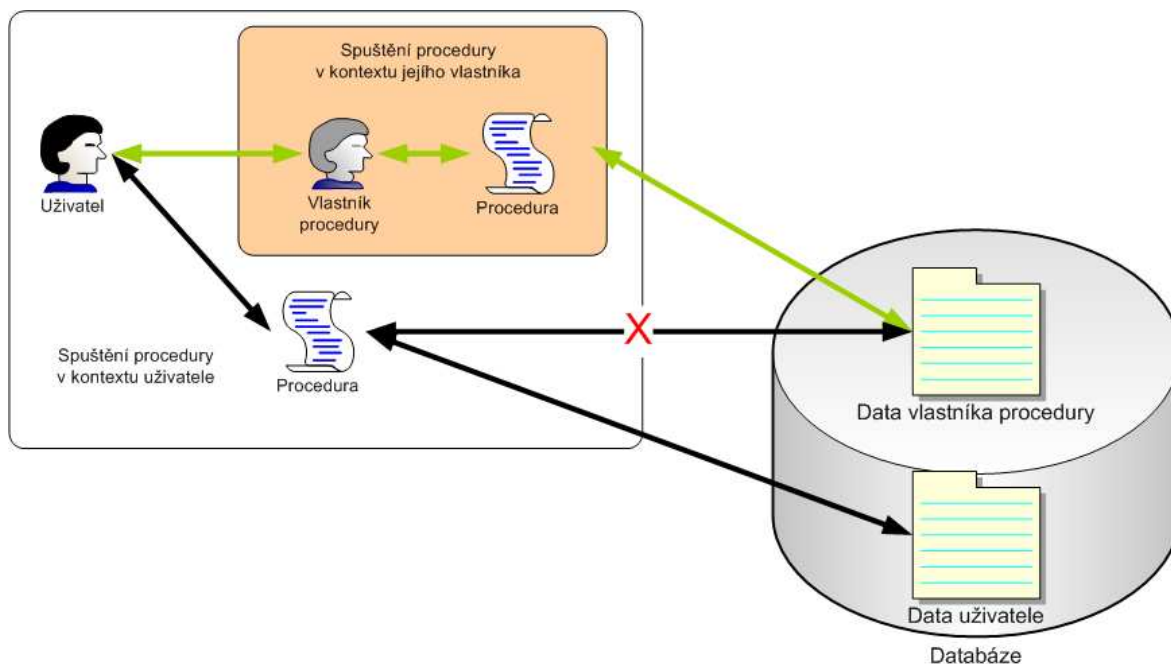 Spuštění procedury
v kontextu jejího vlastníka
Uživatel
Vlastník
procedury
Procedura
Spuštění procedury
v kontextu uživatele
Procedura
X
Data vlastníka procedury
Data uživatele
Databáze